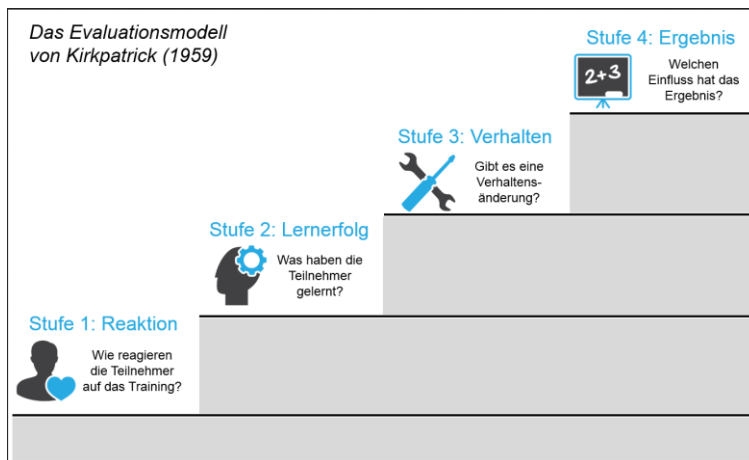 Das Evaluationsmodell
von Kirkpatrick (1959)
Stufe 4: Ergebnis
2+3
Welchen
Einfluss hat das
Ergebnis?
Stufe 3: Verhalten
Gibt es eine
Verhaltens-
änderung?
Stufe 2: Lernerfolg
Was haben die
Teilnehmer
gelernt?
Stufe 1: Reaktion
Wie reagieren
die Teilnehmer
auf das Training?